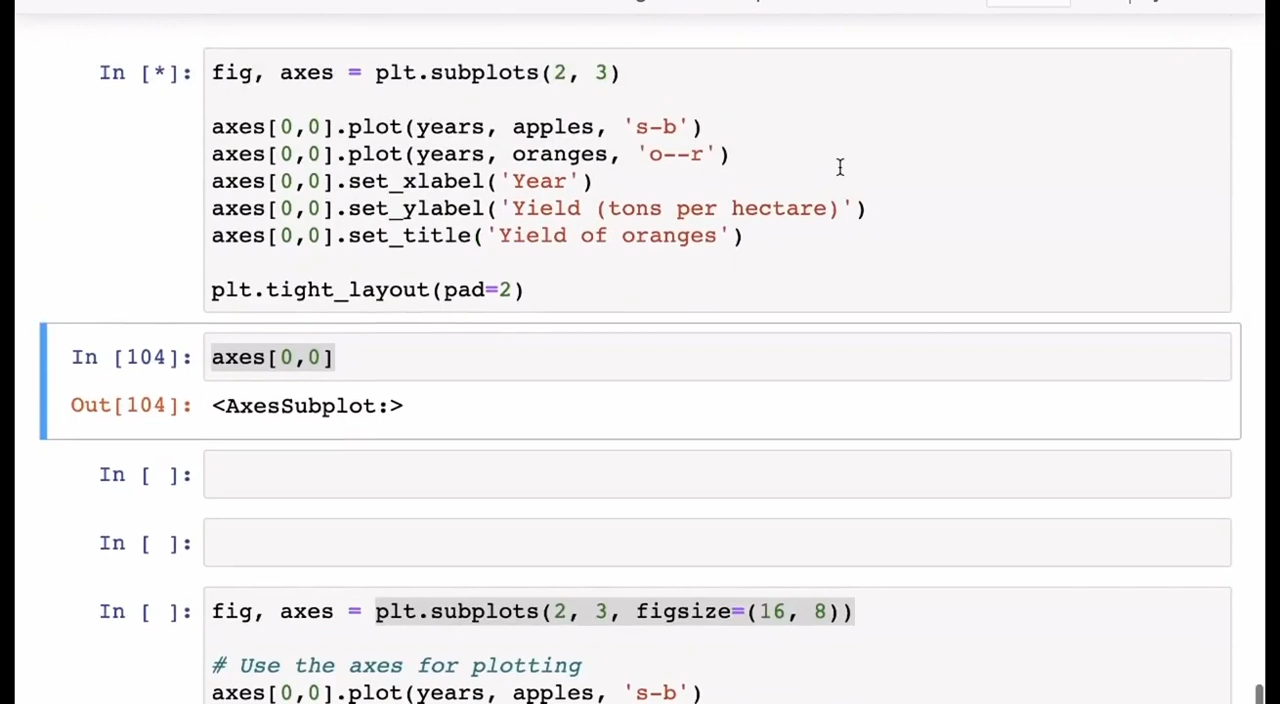 In [*]: fig, axes = plt.subplots(2, 3)
axes[0,0].plot(years, apples, 's-b')
axes[0,0].plot(years, oranges, 'o--r')
axes[0,0].set_xlabel('Year')
axes[0,0].set_ylabel('Yield (tons per hectare)')
axes[0,0].set_title('Yield of oranges')
plt.tight_layout(pad=2)
In [104]: axes[0,0]
Out[104]: <AxesSubplot:>
In [ ]:
In [ ]:
In [ ]: fig, axes = plt.subplots(2, 3, figsize=(16, 8))
# Use the axes for plotting
axes[0,0].plot(years, apples, 's-b')